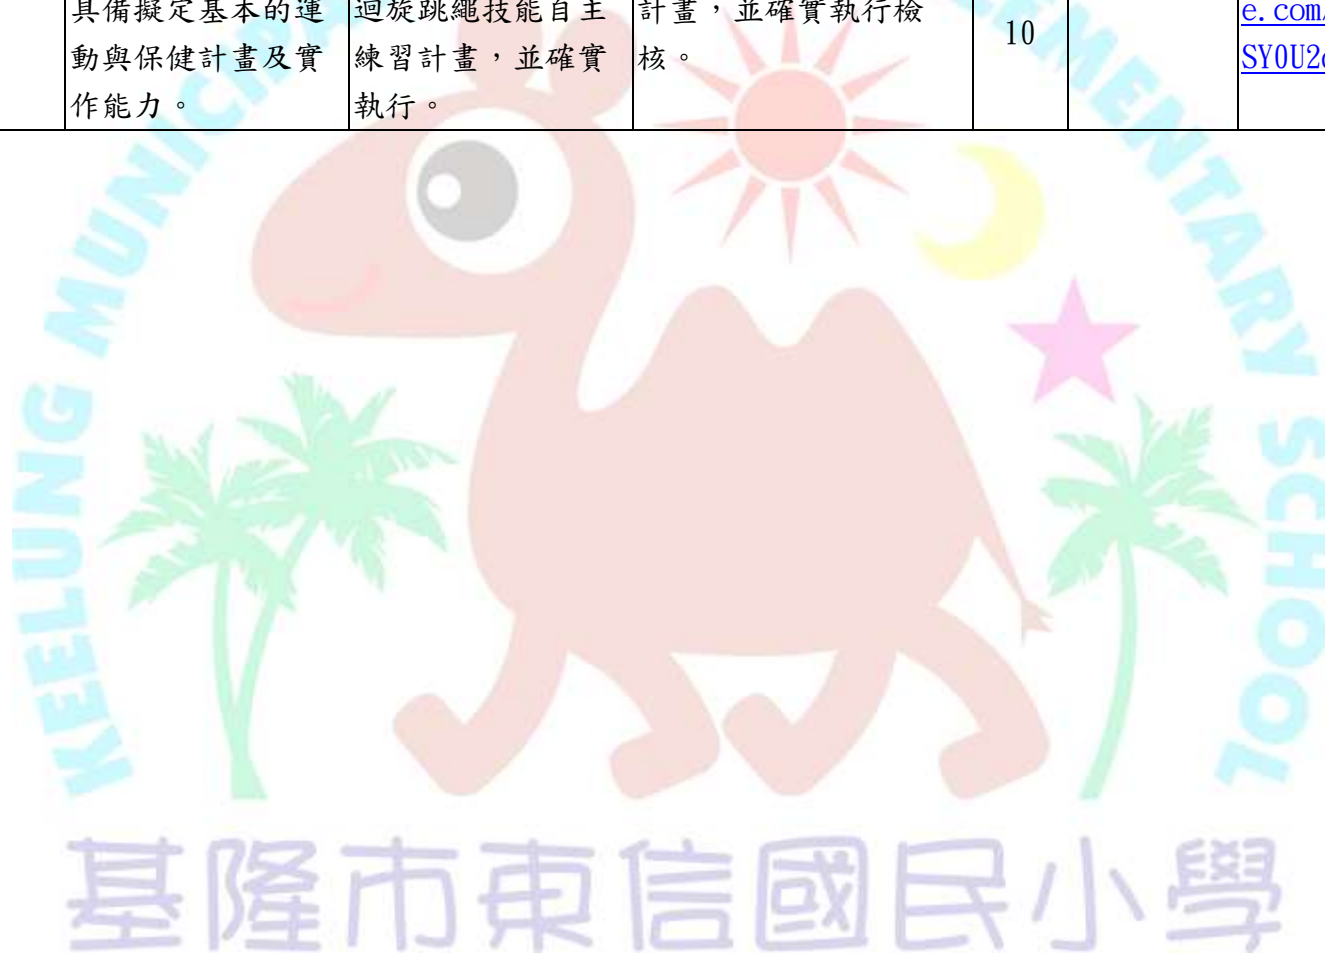 具備擬定基本的運
動與保健計畫及實
作能力。
迴旋跳繩技能自主
練習計畫，並確實
執行。
計畫，並確實執行檢
核。
10
e.com/
SY0U2
KEELUNG MUNIC
EMENTARY SCHOOL
基隆市東信國民小學